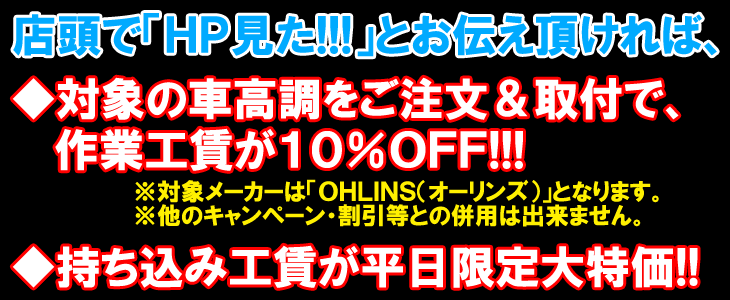 店頭で「HP見た!!!」とお伝え頂ければ、
◆対象の車高調をご注文＆取付で、
作業工賃が10％OFF!!!
※対象メーカーは「OHLINS（オーリンズ）」となります。
※他のキャンペーン・割引等との併用は出来ません。
◆持ち込み工賃が平日限定大特価!!